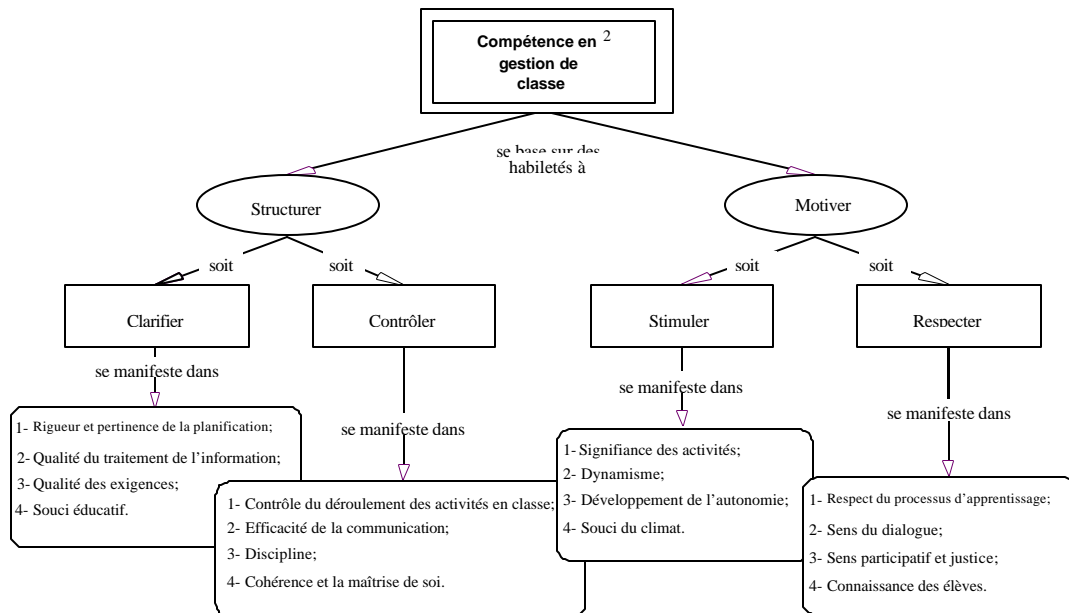 Compétence en 2
gestion de
classe
se base sur des
habiletés à
Structurer
Motiver
soit
soit
soit
soit
Clarifier
Contrôler
Stimuler
Respecter
se manifeste dans
se manifeste dans
se manifeste dans
se manifeste dans
1- Rigueur et pertinence de la planification;
2- Qualité du traitement de l'information;
3- Qualité des exigences;
4- Souci éducatif.
1- Contrôle du déroulement des activités en classe;
2- Efficacité de la communication;
3- Discipline;
4- Cohérence et la maîtrise de soi.
1- Signifiance des activités;
2- Dynamisme;
3- Développement de l'autonomie;
4- Souci du climat.
1- Respect du processus d'apprentissage;
2- Sens du dialogue;
3- Sens participatif et justice;
4- Connaissance des élèves.